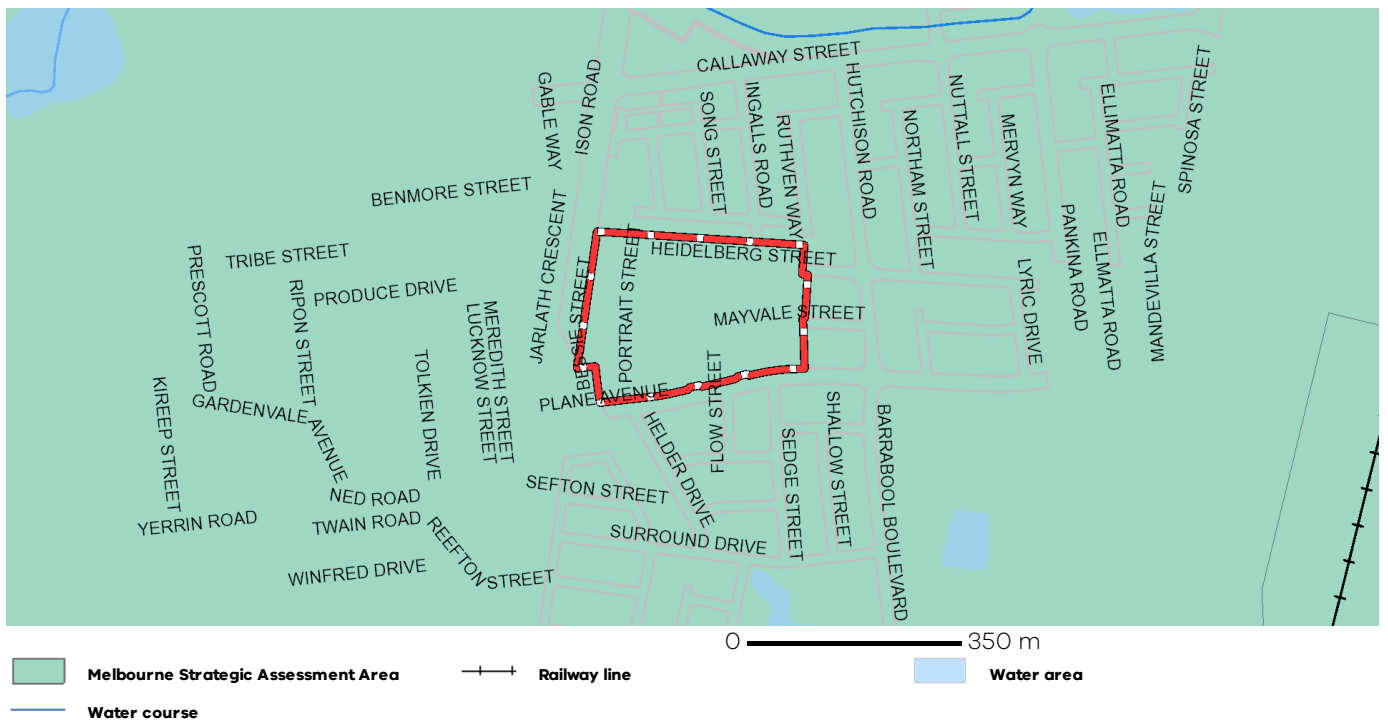 CALLAWAY STREET
GABLE WAY
ISON ROAD
SONG STREET
INGALLS ROAD
RUTHVEN WAY
HUTCHISON ROAD
NORTHAM STREET
NUTTALL STREET
MERVYN WAY
ELLIMATTA ROAD
SPINOSA STREET
BENMORE STREET
JARLATH CRESCENT
PANKINA ROAD
ELLMATTA ROAD
MANDEVILLA STREET
PRESCOTT ROAD
TRIBE STREET
RIPON STREET
PRODUCE DRIVE
HEIDELBERG STREET
PORTRAIT STREET
BESSIE STREET
LYRIC DRIVE
MAYVALE STREET
MEREDITH STREET
LUCKNOW STREET
TOLKIEN DRIVE
KIREEP STREET
GARDENVALE AVENUE
PLANE AVENUE
FLOW STREET
HELDER DRIVE
SEDGE STREET
SHALLOW STREET
BARRABOOL BOULEVARD
NED ROAD
SEFTON STREET
YERRIN ROAD
TWAIN ROAD
REEFTON STREET
SURROUND DRIVE
WINFRED DRIVE
0 350 m
Melbourne Strategic Assessment Area
Railway line
Water area
Water course